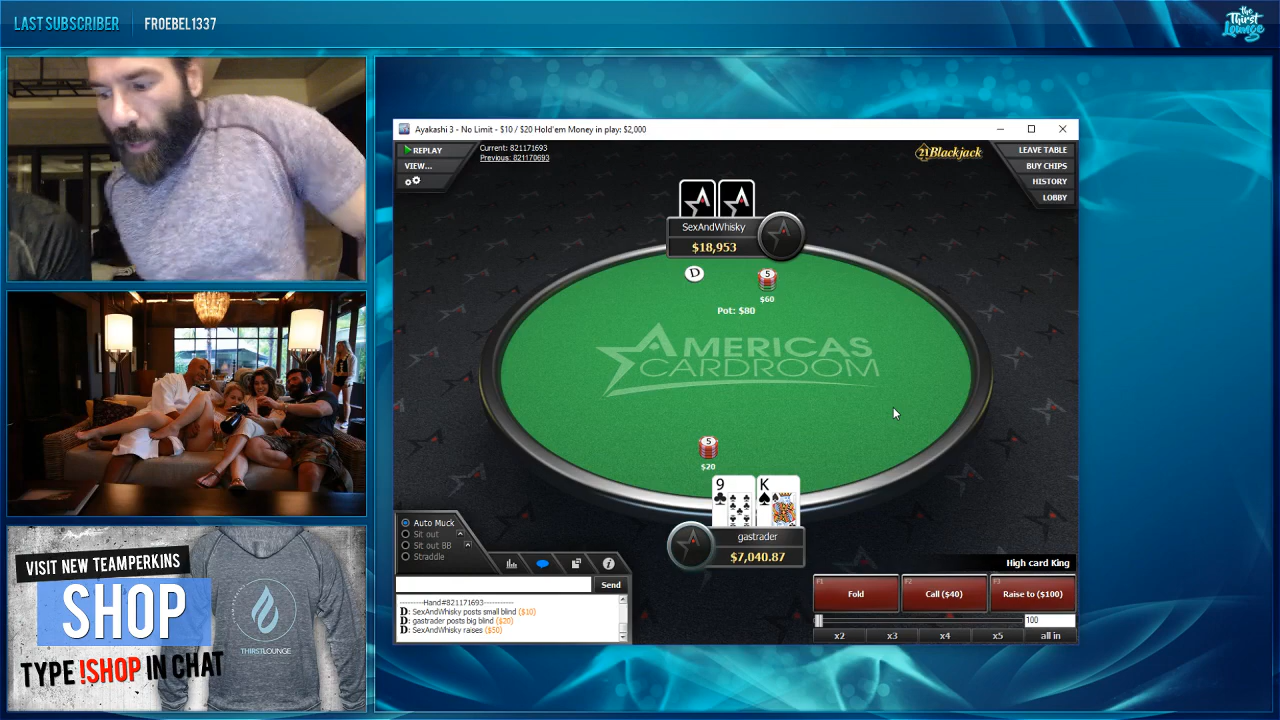 LAST SUBSCRIBER FROEBEL1337
the Thirst Lounge
Ayakashi 3 - No Limit - $10 / $20 Hold'em Money in play: $2,000
REPLAY
VIEW...
Current: 821171693
Previous: 821170693
21 Blackjack
LEAVE TABLE
BUY CHIPS
HISTORY
LOBBY
SexAndWhisky
$18,953
D
5
$60
Pot: $80
AMERICAS
CARDROOM
5
$20
9 K
gastrader
$7,040.87
Auto Muck
Sit out
Sit out BB
Straddle
Send
---------Hand#821171693---------
D: SexAndWhisky posts small blind ($10)
D: gastrader posts big blind ($20)
D: SexAndWhisky raises ($50)
High card King
F1 Fold
F2 Call ($40)
F3 Raise to ($100)
100
x2 x3 x4 x5 all in
VISIT NEW TEAMPERKINS
SHOP
TYPE !SHOP IN CHAT
THIRSTLOUNGE